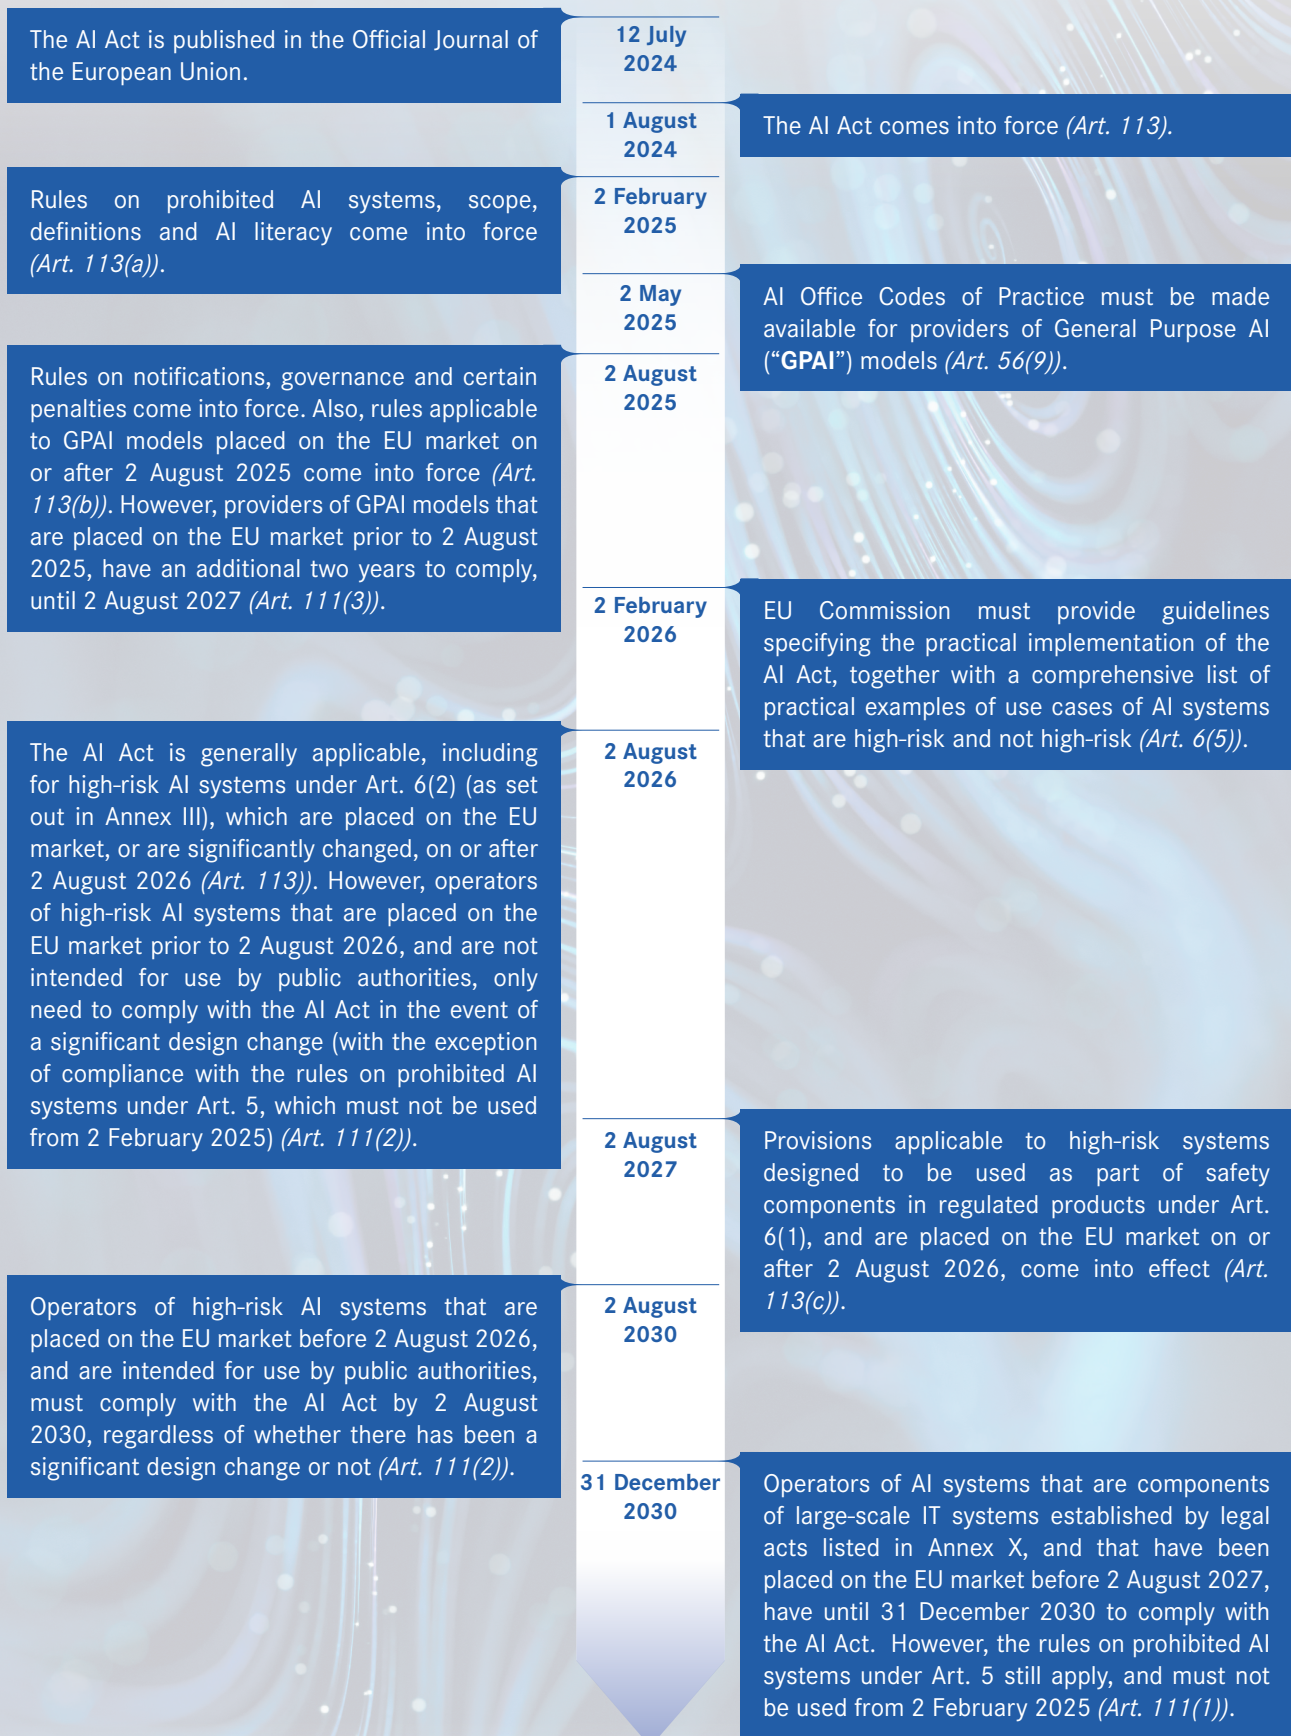 The AI Act is published in the Official Journal of
the European Union.
12 July
2024
1 August
2024
The AI Act comes into force (Art. 113).
Rules on prohibited AI systems, scope,
definitions and AI literacy come into force
(Art. 113(a)).
2 February
2025
2 May
2025
AI Office Codes of Practice must be made
available for providers of General Purpose AI
(“GPAI”) models (Art. 56(9)).
Rules on notifications, governance and certain
penalties come into force. Also, rules applicable
to GPAI models placed on the EU market on
or after 2 August 2025 come into force (Art.
113(b)). However, providers of GPAI models that
are placed on the EU market prior to 2 August
2025, have an additional two years to comply,
until 2 August 2027 (Art. 111(3)).
2 August
2025
2 February
2026
EU Commission must provide guidelines
specifying the practical implementation of the
AI Act, together with a comprehensive list of
practical examples of use cases of AI systems
that are high-risk and not high-risk (Art. 6(5)).
The AI Act is generally applicable, including
for high-risk AI systems under Art. 6(2) (as set
out in Annex III), which are placed on the EU
market, or are significantly changed, on or after
2 August 2026 (Art. 113)). However, operators
of high-risk AI systems that are placed on the
EU market prior to 2 August 2026, and are not
intended for use by public authorities, only
need to comply with the AI Act in the event of
a significant design change (with the exception
of compliance with the rules on prohibited AI
systems under Art. 5, which must not be used
from 2 February 2025) (Art. 111(2)).
2 August
2026
2 August
2027
Provisions applicable to high-risk systems
designed to be used as part of safety
components in regulated products under Art.
6(1), and are placed on the EU market on or
after 2 August 2026, come into effect (Art.
113(c)).
Operators of high-risk AI systems that are
placed on the EU market before 2 August 2026,
and are intended for use by public authorities,
must comply with the AI Act by 2 August
2030, regardless of whether there has been a
significant design change or not (Art. 111(2)).
2 August
2030
31 December
2030
Operators of AI systems that are components
of large-scale IT systems established by legal
acts listed in Annex X, and that have been
placed on the EU market before 2 August 2027,
have until 31 December 2030 to comply with
the AI Act. However, the rules on prohibited AI
systems under Art. 5 still apply, and must not
be used from 2 February 2025 (Art. 111(1)).